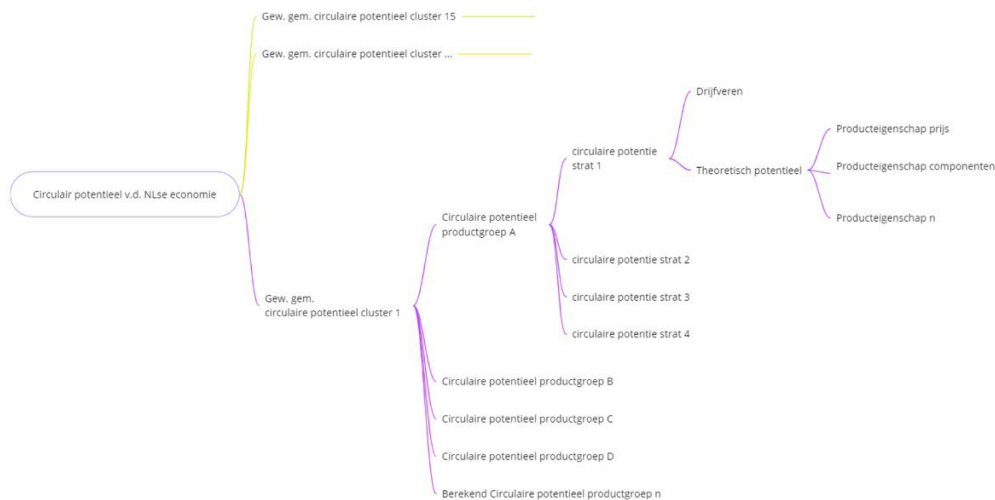 Gew. gem. circulaire potentieel cluster 15
Gew. gem. circulaire potentieel cluster ...
Drijfveren
Producteigenschap prijs
circulaire potentie
strat 1
Theoretisch potentieel
Producteigenschap componenten
Circulair potentieel v.d. NLse economie
Producteigenschap n
Circulaire potentieel
productgroep A
circulaire potentie strat 2
circulaire potentie strat 3
Gew. gem.
circulaire potentieel cluster 1
circulaire potentie strat 4
Circulaire potentieel productgroep B
Circulaire potentieel productgroep C
Circulaire potentieel productgroep D
Berekend Circulaire potentieel productgroep n